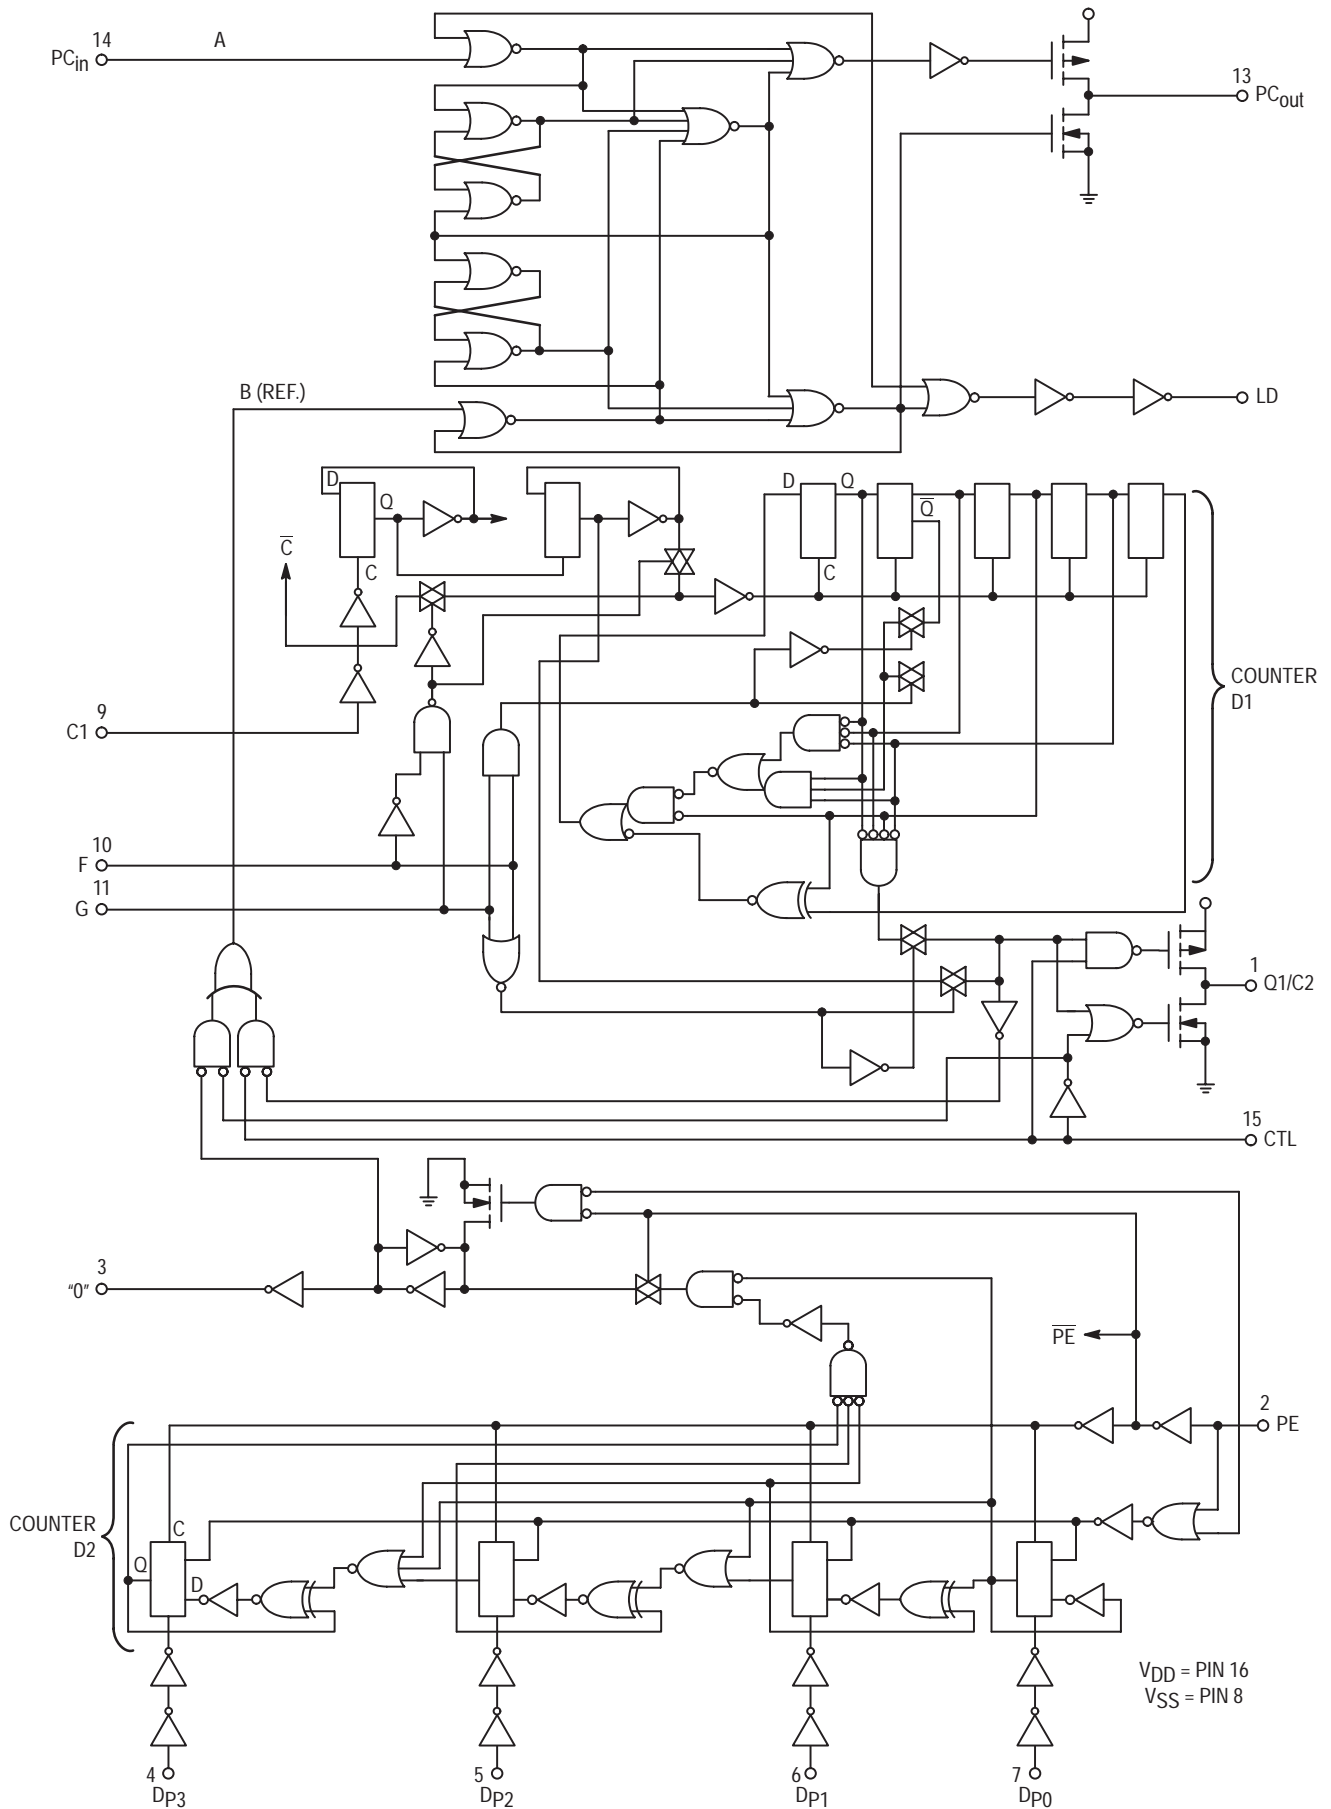 14
PCin
A
13
PCout
B (REF.)
LD
D
Q
C
C̅
D
Q
Q̅
C
COUNTER
D1
9
C1
10
F
11
G
1
Q1/C2
15
CTL
3
“0”
P̅E̅
2
PE
COUNTER
D2
C
Q
D
VDD = PIN 16
VSS = PIN 8
4
DP3
5
DP2
6
DP1
7
DP0